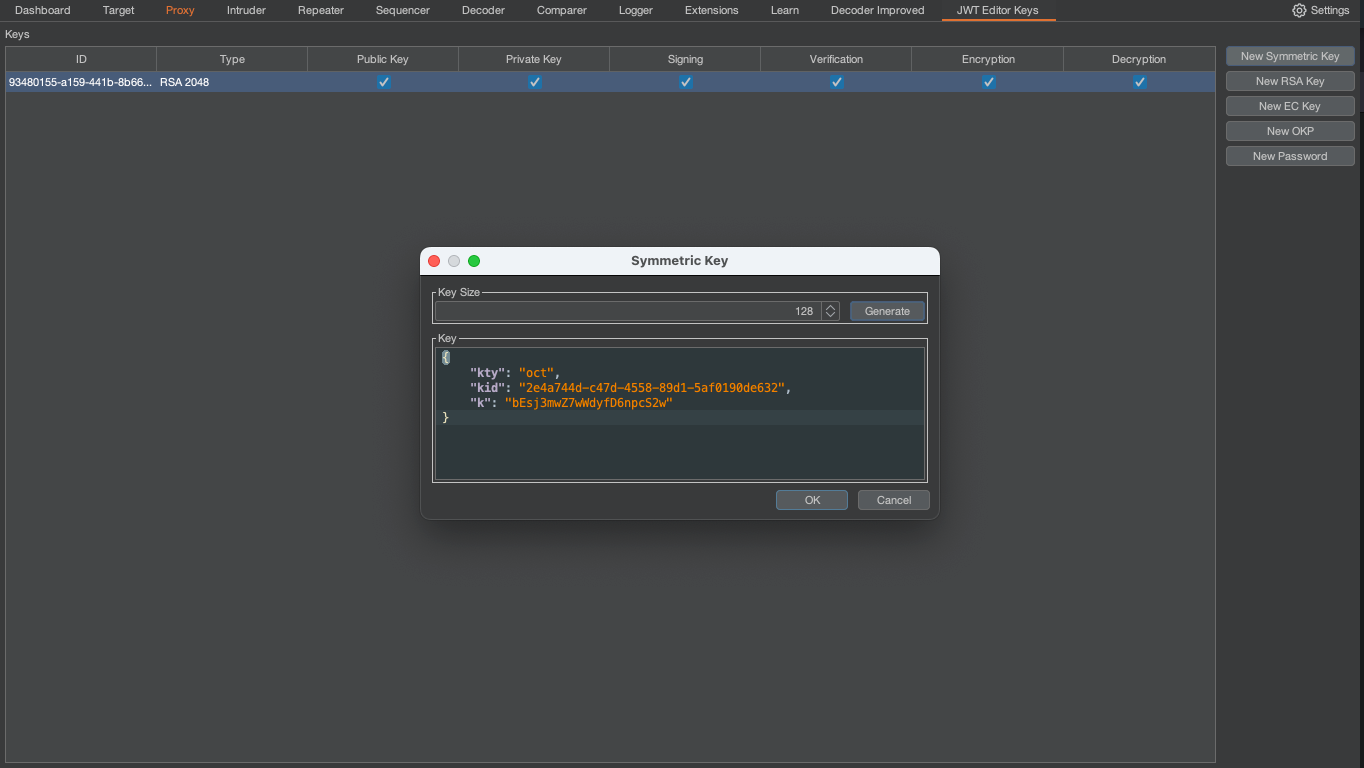 Dashboard Target Proxy Intruder Repeater Sequencer Decoder Comparer Logger Extensions Learn Decoder Improved JWT Editor Keys Settings
Keys
ID Type Public Key Private Key Signing Verification Encryption Decryption
93480155-a159-441b-8b66... RSA 2048
New Symmetric Key
New RSA Key
New EC Key
New OKP
New Password
Symmetric Key
Key Size
128 Generate
Key
{
"kty": "oct",
"kid": "2e4a744d-c47d-4558-89d1-5af0190de632",
"k": "bEsj3mwZ7wWdyfD6npcS2w"
}
OK Cancel